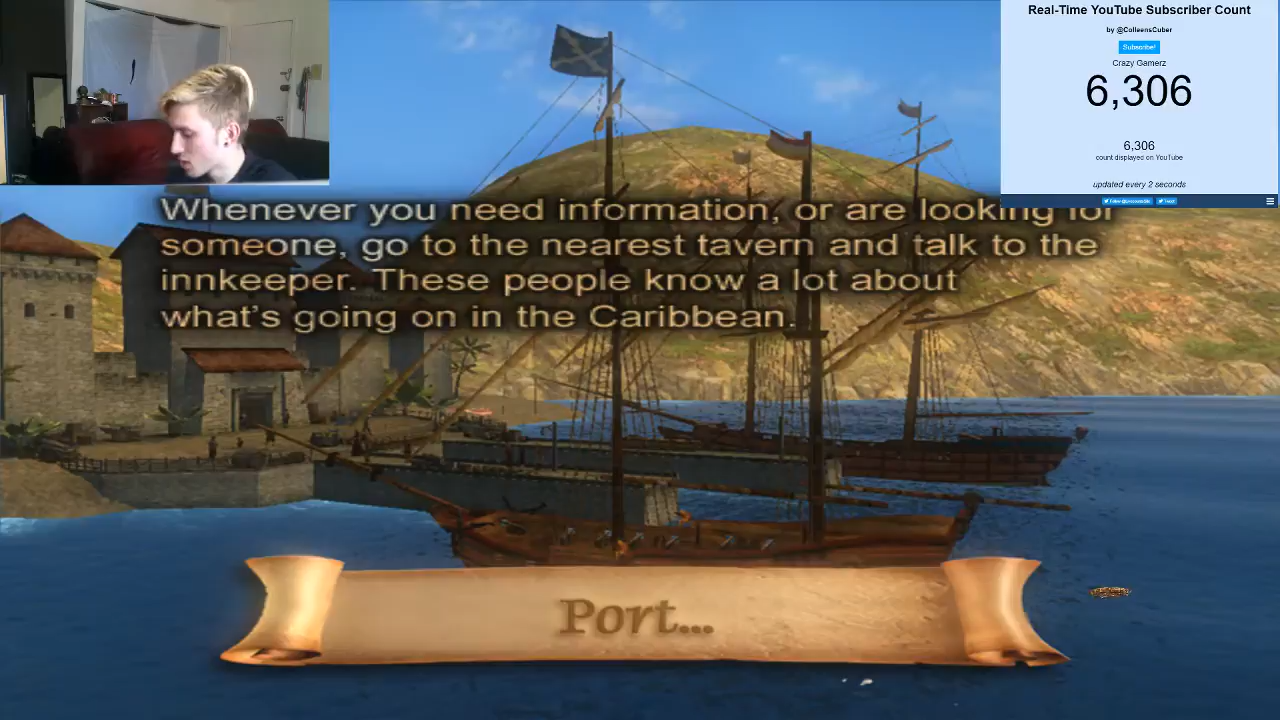 Real-Time YouTube Subscriber Count
by @ColleensCuber
Subscribe!
Crazy Gamerz
6,306
6,306
count displayed on YouTube
updated every 2 seconds
Tweet
Whenever you need information, or are looking for
someone, go to the nearest tavern and talk to the
innkeeper. These people know a lot about
what's going on in the Caribbean.
Port...